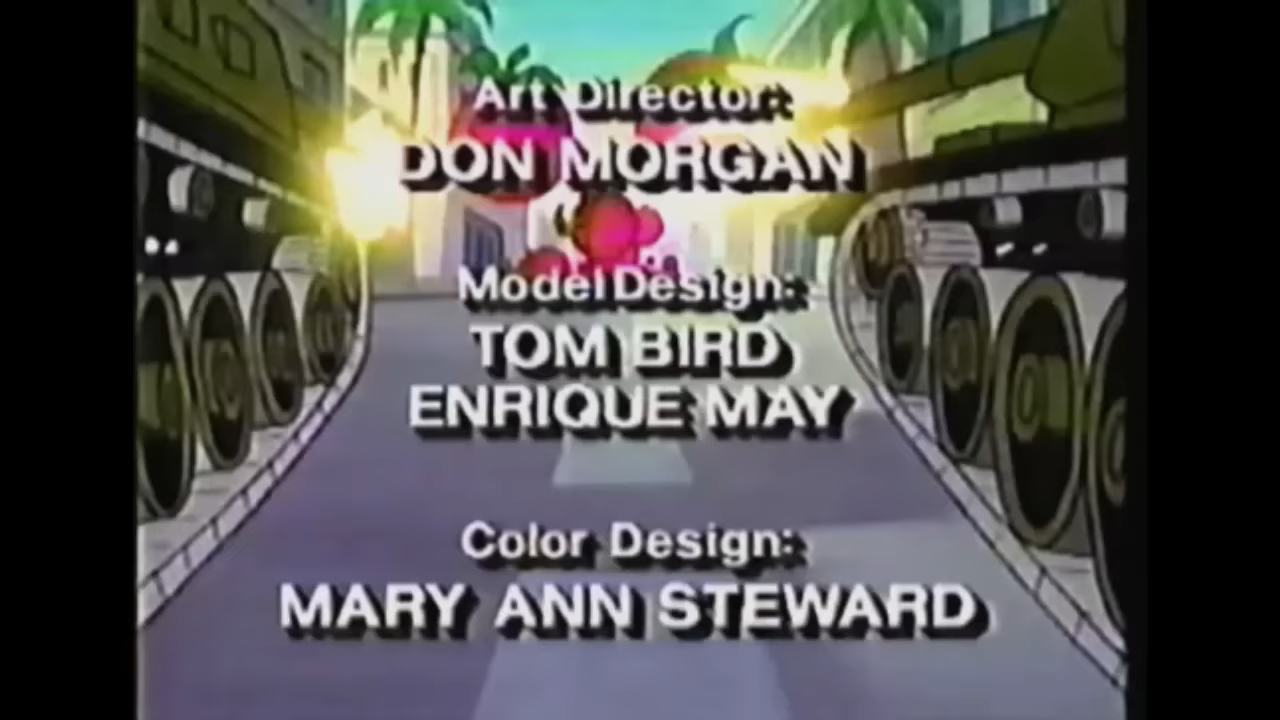 Art Director:
DON MORGAN
Model Design:
TOM BIRD
ENRIQUE MAY
Color Design:
MARY ANN STEWARD